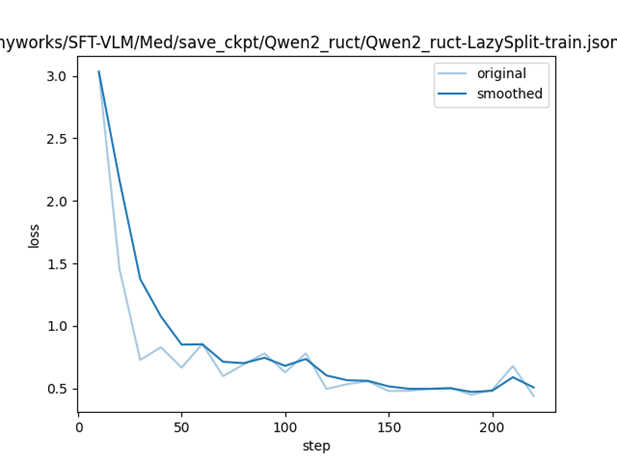 nyworks/SFT-VLM/Med/save_ckpt/Qwen2_ruct/Qwen2_ruct-LazySplit-train.json
original
smoothed
3.0
2.5
2.0
1.5
1.0
0.5
loss
0
50
100
150
200
step